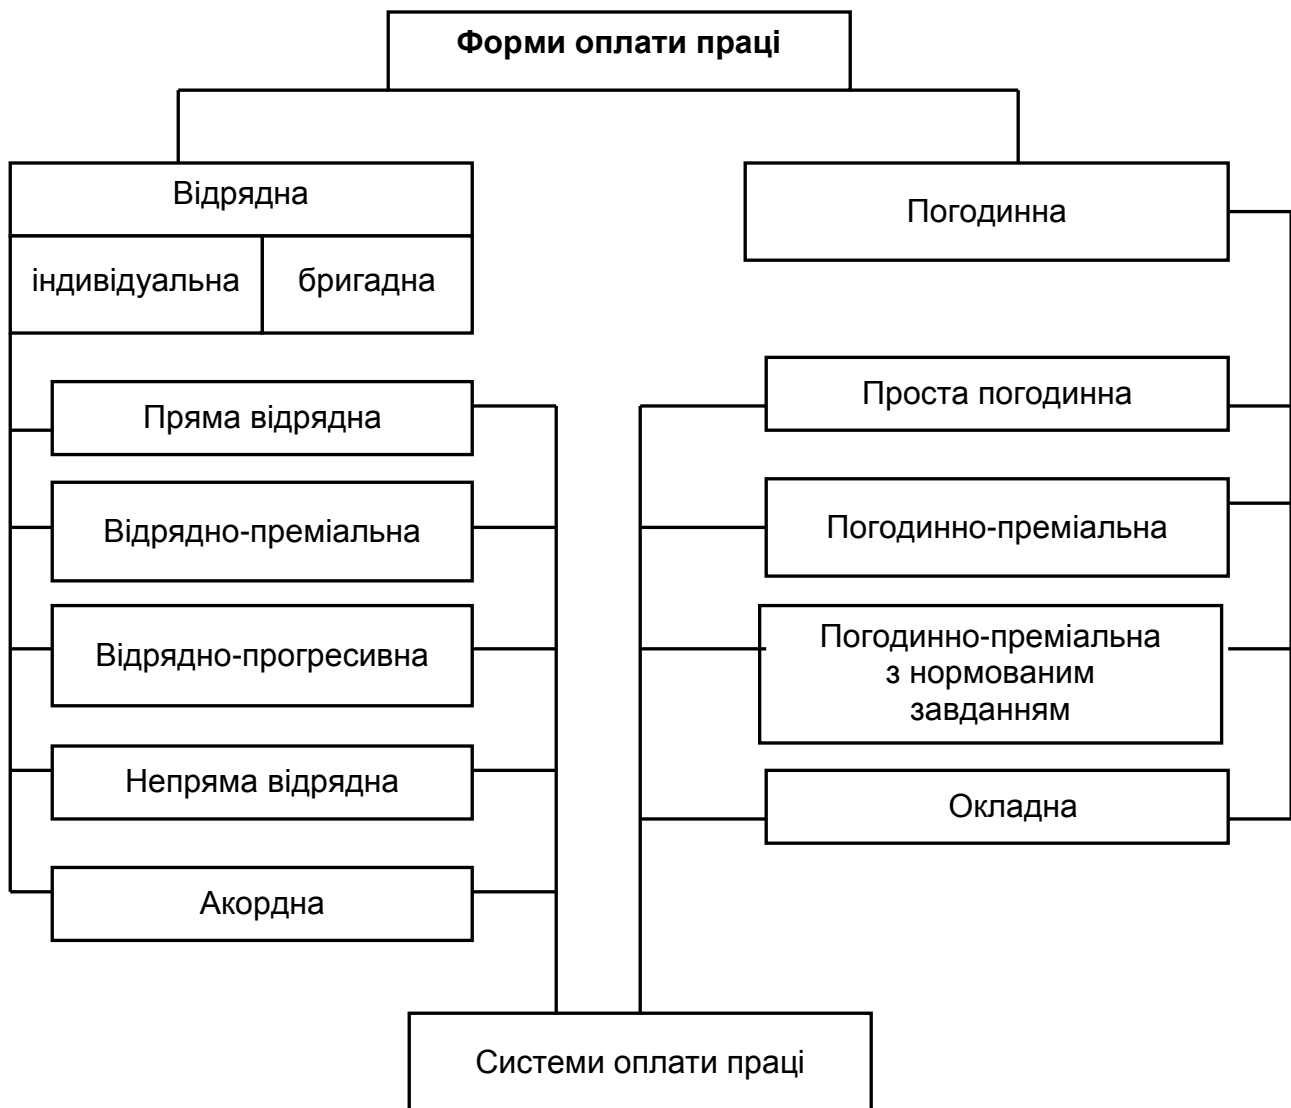 Форми оплати праці
Відрядна
індивідуальна
бригадна
Погодинна
Пряма відрядна
Відрядно-преміальна
Відрядно-прогресивна
Непряма відрядна
Акордна
Проста погодинна
Погодинно-преміальна
Погодинно-преміальна
з нормованим
завданням
Окладна
Системи оплати праці